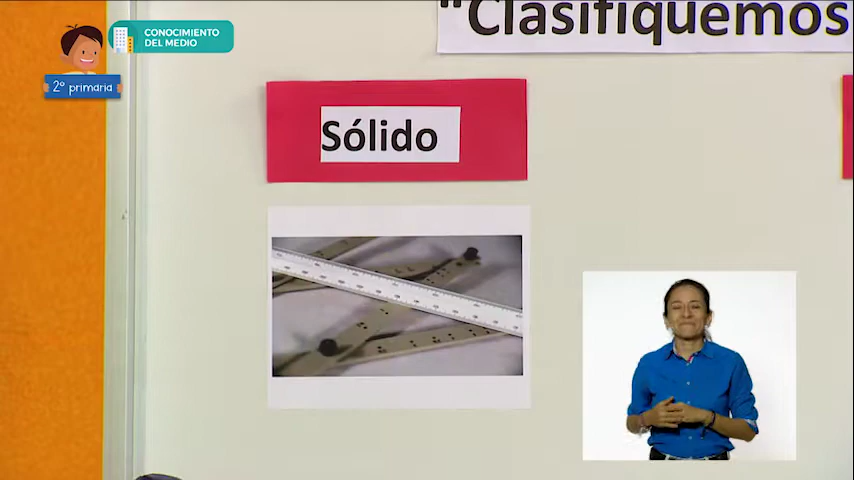 "Clasifiquemos
CONOCIMIENTO
DEL MEDIO
2º primaria
Sólido